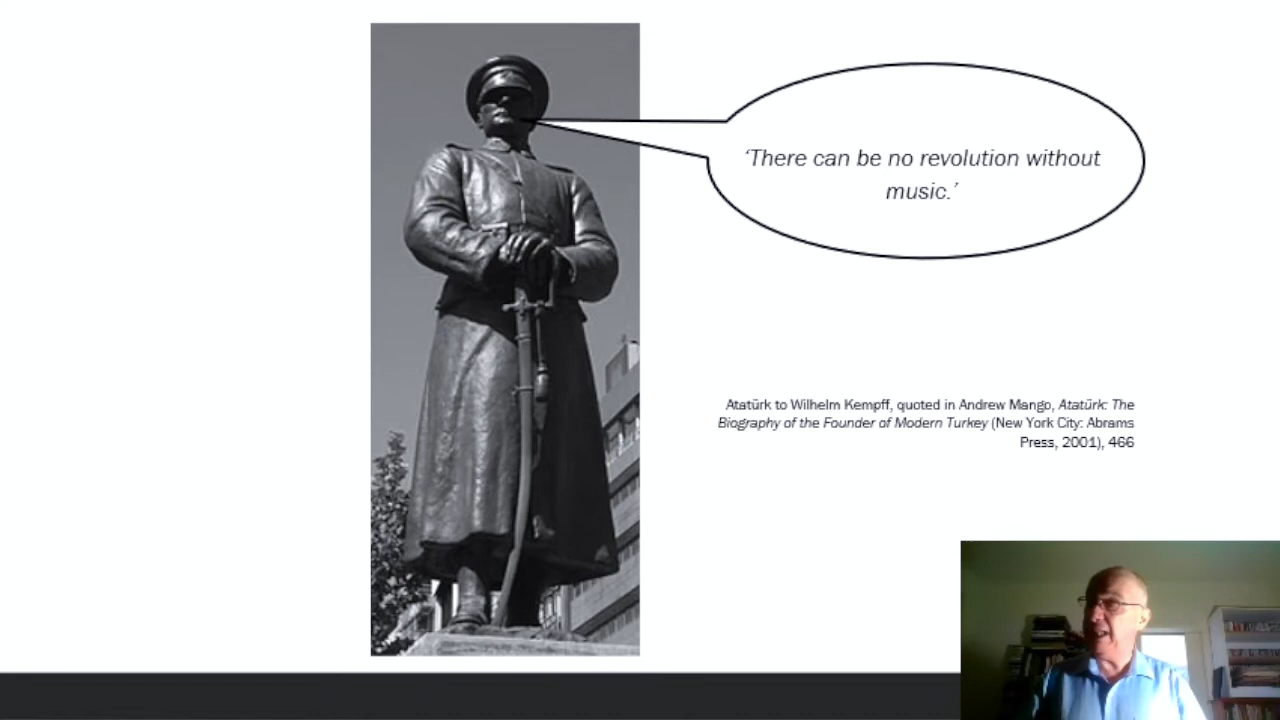 ‘There can be no revolution without
music.’
Atatürk to Wilhelm Kempff, quoted in Andrew Mango, Atatürk: The
Biography of the Founder of Modern Turkey (New York City: Abrams
Press, 2001), 466